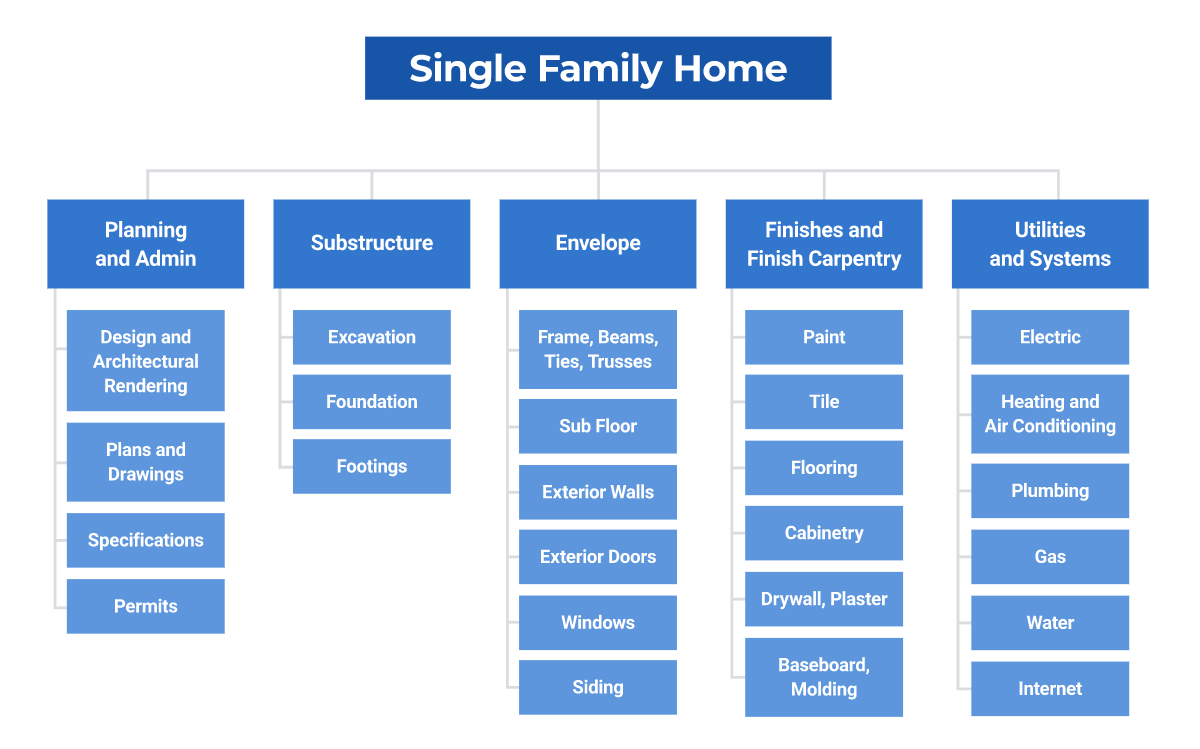 Single Family Home
Planning
and Admin
Design and
Architectural
Rendering
Plans and
Drawings
Specifications
Permits
Substructure
Excavation
Foundation
Footings
Envelope
Frame, Beams,
Ties, Trusses
Sub Floor
Exterior Walls
Exterior Doors
Windows
Siding
Finishes and
Finish Carpentry
Paint
Tile
Flooring
Cabinetry
Drywall, Plaster
Baseboard,
Molding
Utilities
and Systems
Electric
Heating and
Air Conditioning
Plumbing
Gas
Water
Internet